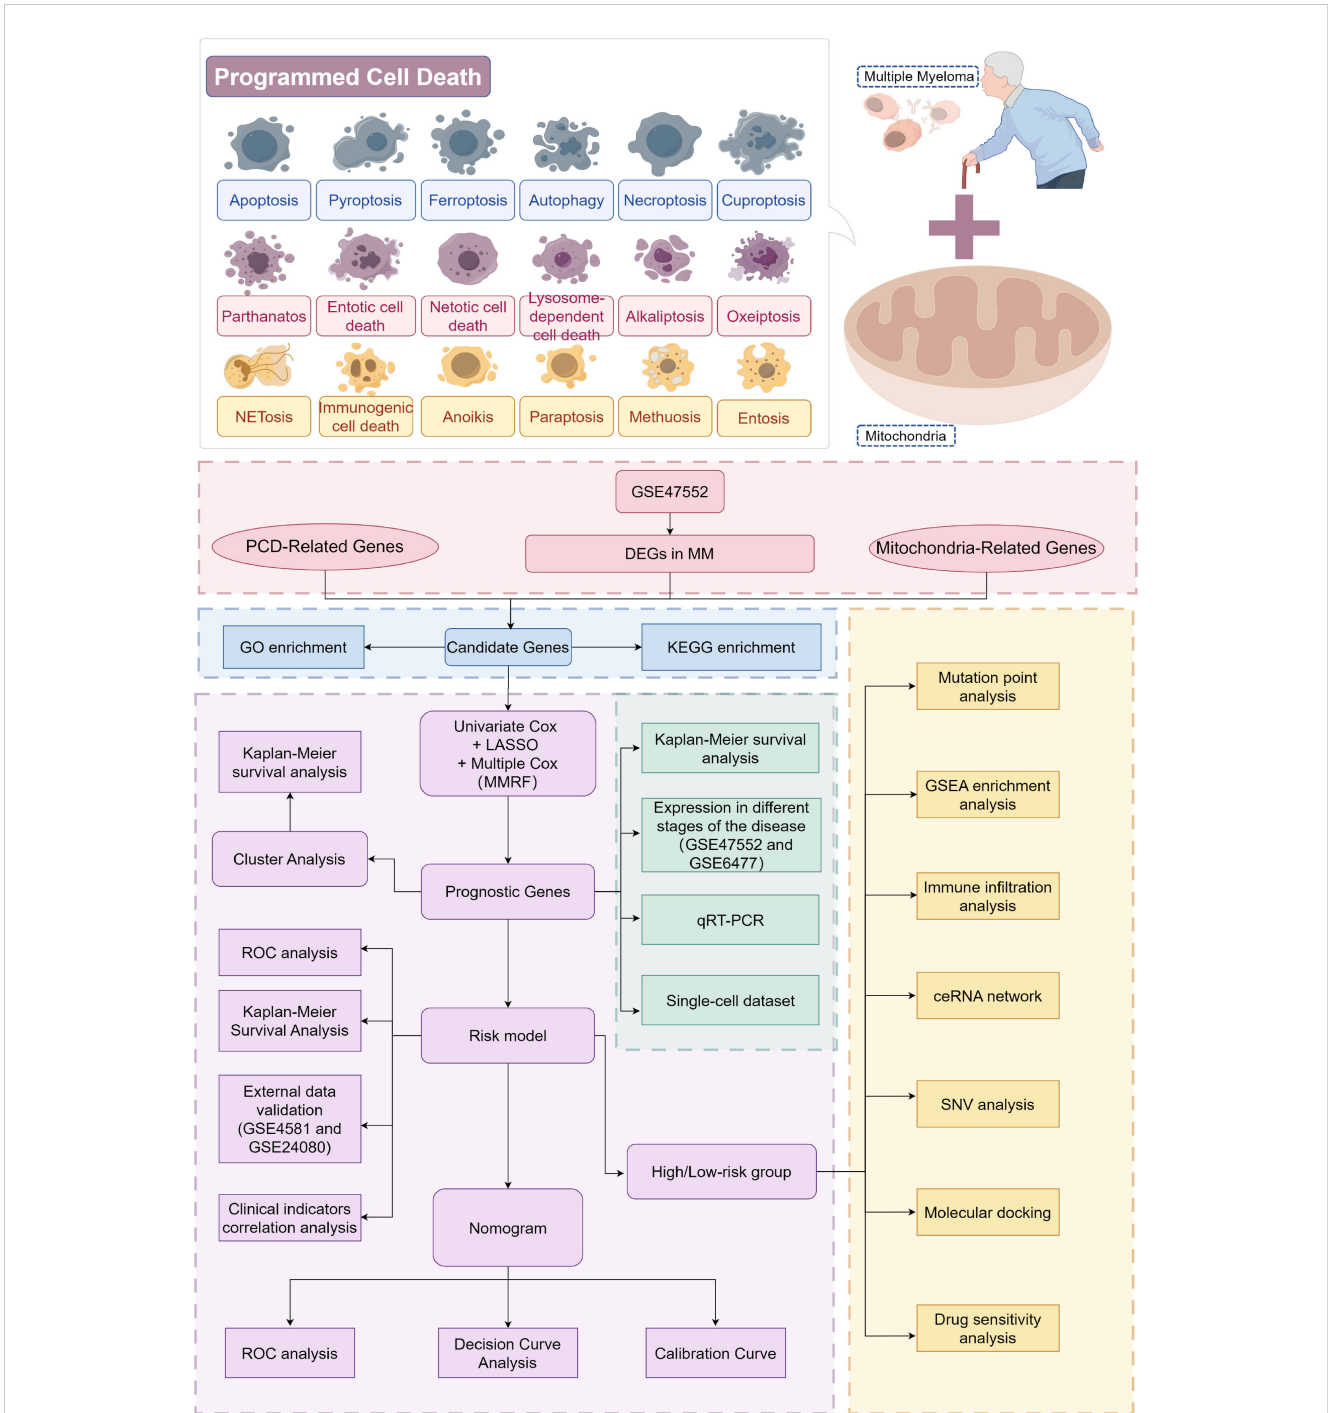 Programmed Cell Death
Multiple Myeloma
Apoptosis
Pyroptosis
Ferroptosis
Autophagy
Necroptosis
Cuproptosis
Parthanatos
Entotic cell
death
Netotic cell
death
Lysosome-
dependent
cell death
Alkaliptosis
Oxeiptosis
NETosis
Immunogenic
cell death
Anoikis
Paraptosis
Methuosis
Entosis
Mitochondria
GSE47552
PCD-Related Genes
DEGs in MM
Mitochondria-Related Genes
GO enrichment
Candidate Genes
KEGG enrichment
Univariate Cox
+ LASSO
+ Multiple Cox
(MMRF)
Kaplan-Meier
survival analysis
Cluster Analysis
Prognostic Genes
Kaplan-Meier survival
analysis
Expression in different
stages of the disease
(GSE47552 and
GSE6477)
qRT-PCR
Single-cell dataset
ROC analysis
Kaplan-Meier
Survival Analysis
External data
validation
(GSE4581 and
GSE24080)
Clinical indicators
correlation analysis
Risk model
High/Low-risk group
Nomogram
ROC analysis
Decision Curve
Analysis
Calibration Curve
Mutation point
analysis
GSEA enrichment
analysis
Immune infiltration
analysis
ceRNA network
SNV analysis
Molecular docking
Drug sensitivity
analysis